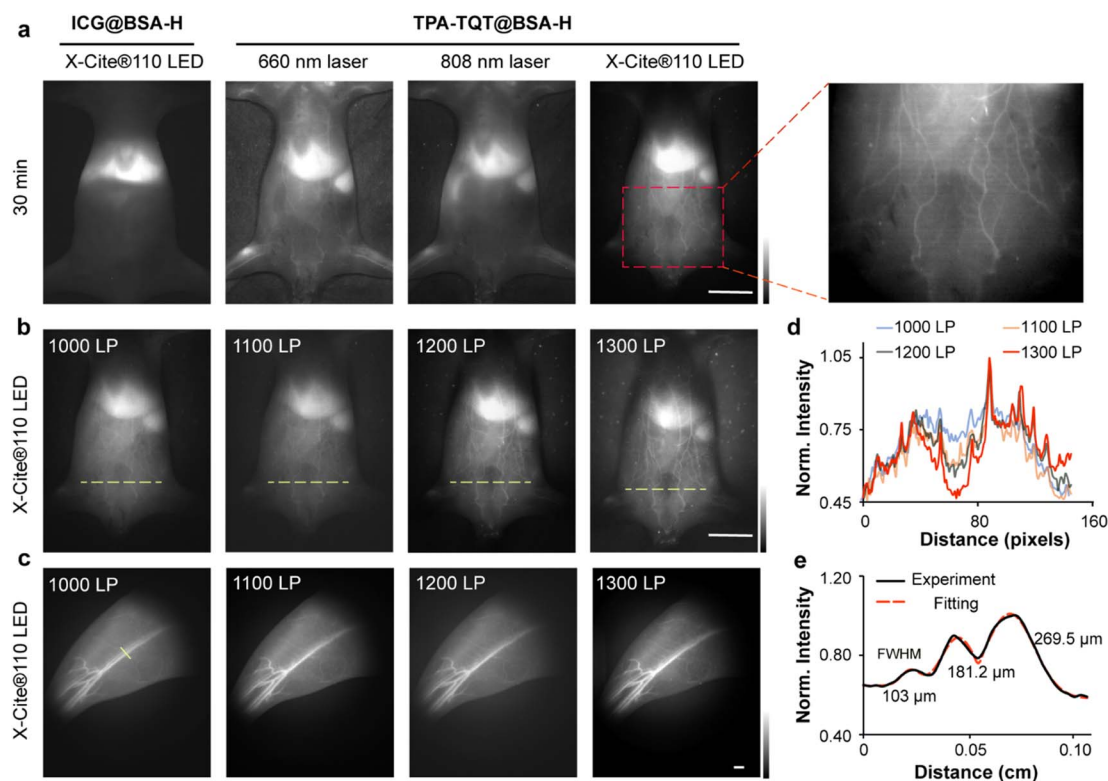 a
ICG@BSA-H
TPA-TQT@BSA-H
X-Cite®110 LED
660 nm laser
808 nm laser
X-Cite®110 LED
30 min
b
X-Cite®110 LED
1000 LP
1100 LP
1200 LP
1300 LP
c
X-Cite®110 LED
1000 LP
1100 LP
1200 LP
1300 LP
d
1000 LP
1100 LP
1200 LP
1300 LP
Norm. Intensity
1.05
0.75
0.45
0
80
160
Distance (pixels)
e
Norm. Intensity
1.20
0.80
0.40
Experiment
Fitting
FWHM
103 µm
181.2 µm
269.5 µm
0
0.05
0.10
Distance (cm)